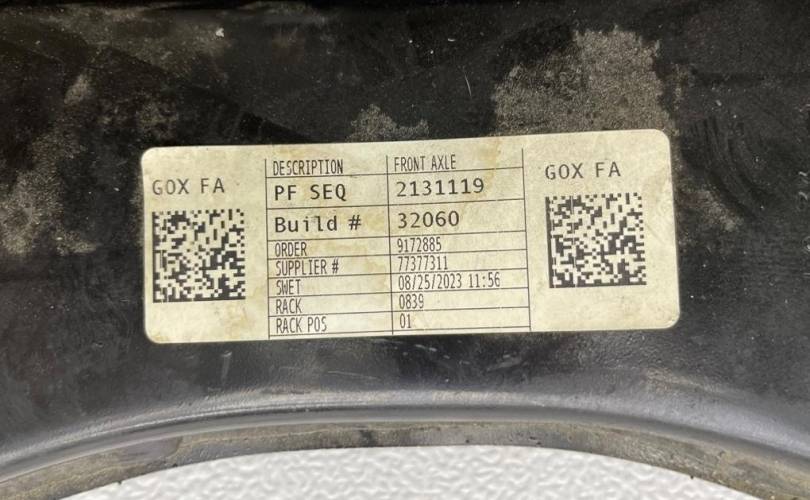 GOX FA
DESCRIPTION FRONT AXLE
PF SEQ 2131119
Build # 32060
ORDER 9172885
SUPPLIER # 77377311
SWET 08/25/2023 11:56
RACK 0839
RACK POS 01
GOX FA